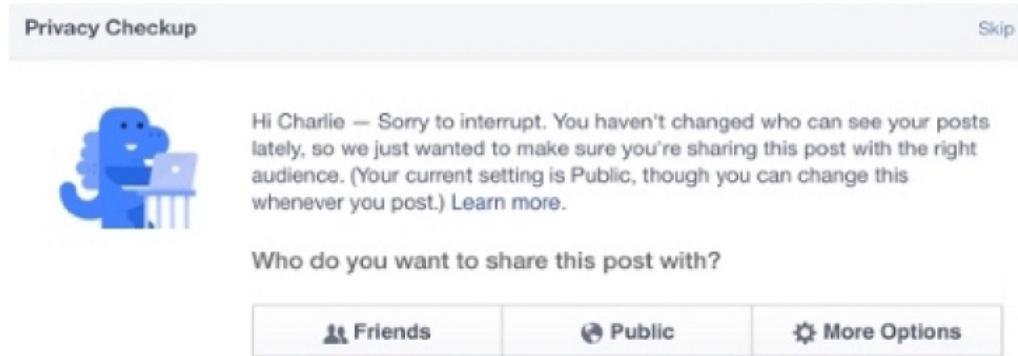 Privacy Checkup
Skip
Hi Charlie — Sorry to interrupt. You haven't changed who can see your posts
lately, so we just wanted to make sure you're sharing this post with the right
audience. (Your current setting is Public, though you can change this
whenever you post.) Learn more.
Who do you want to share this post with?
Friends
Public
More Options